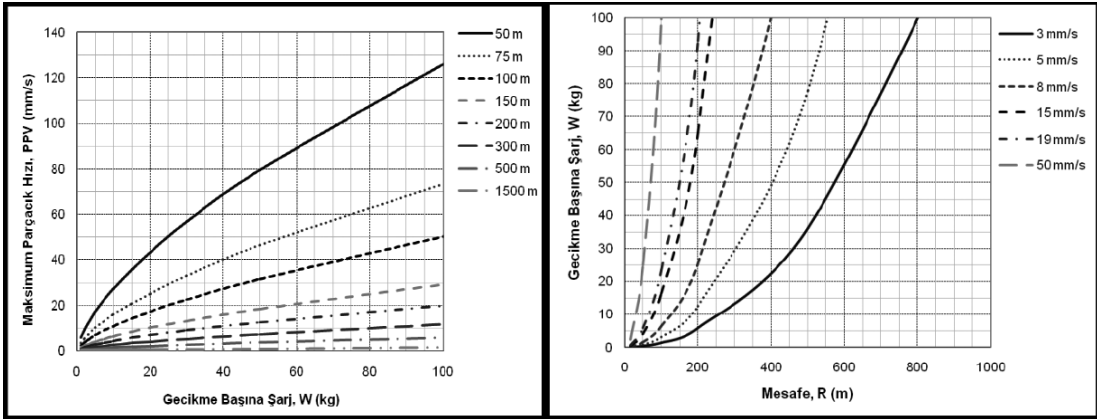 Maksimum Parçacık Hızı, PPV (mm/s)
140
120
100
80
60
40
20
0
0 20 40 60 80 100
Gecikme Başına Şarj, W (kg)
50 m
75 m
100 m
150 m
200 m
300 m
500 m
1500 m
Gecikme Başına Şarj, W (kg)
100
90
80
70
60
50
40
30
20
10
0
0 200 400 600 800 1000
Mesafe, R (m)
3 mm/s
5 mm/s
8 mm/s
15 mm/s
19 mm/s
50 mm/s